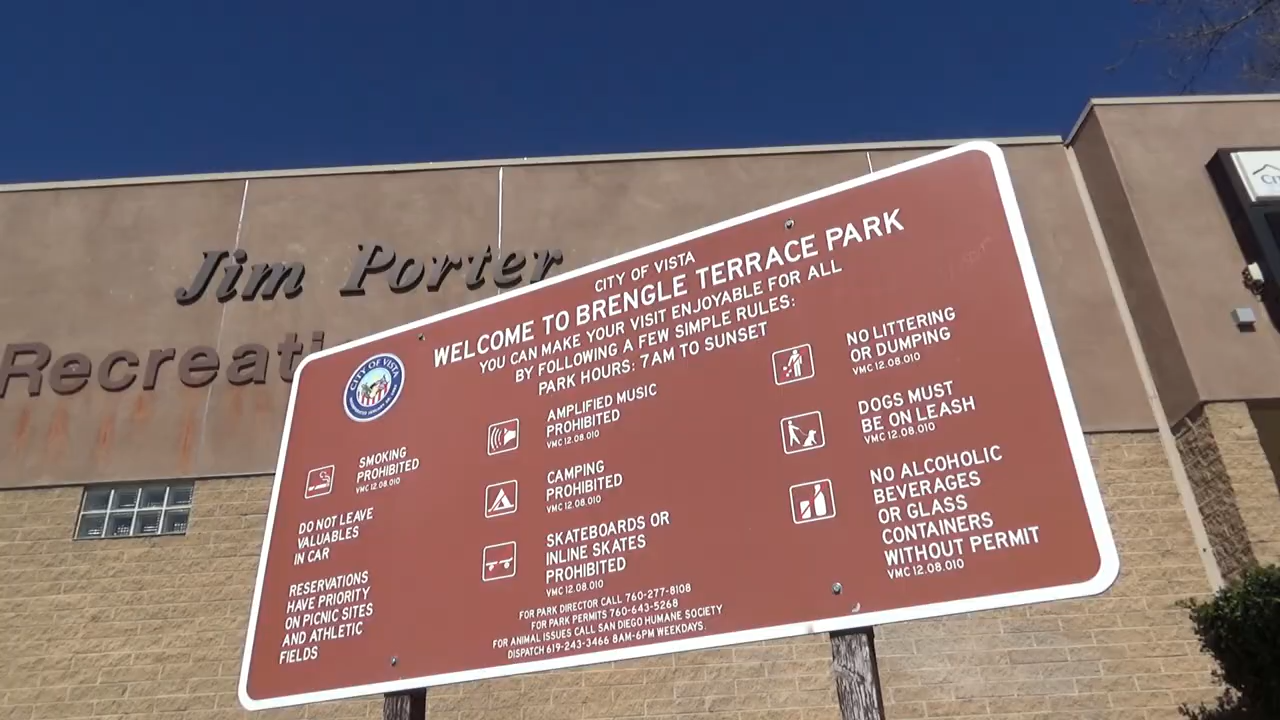 Jim Porter
CITY OF VISTA
WELCOME TO BRENGLE TERRACE PARK
YOU CAN MAKE YOUR VISIT ENJOYABLE FOR ALL
BY FOLLOWING A FEW SIMPLE RULES:
PARK HOURS: 7AM TO SUNSET
CITY OF VISTA
SMOKING
PROHIBITED
VMC 12.08.010
DO NOT LEAVE
VALUABLES
IN CAR
RESERVATIONS
HAVE PRIORITY
ON PICNIC SITES
AND ATHLETIC
FIELDS
AMPLIFIED MUSIC
PROHIBITED
VMC 12.08.010
CAMPING
PROHIBITED
VMC 12.08.010
SKATEBOARDS OR
INLINE SKATES
PROHIBITED
VMC 12.08.010
NO LITTERING
OR DUMPING
VMC 12.08.010
DOGS MUST
BE ON LEASH
VMC 12.08.010
NO ALCOHOLIC
BEVERAGES
OR GLASS
CONTAINERS
WITHOUT PERMIT
VMC 12.08.010
FOR PARK DIRECTOR CALL 760-277-8108
FOR PARK PERMITS 760-643-5268
FOR ANIMAL ISSUES CALL SAN DIEGO HUMANE SOCIETY
DISPATCH 619-243-3466 8AM-6PM WEEKDAYS.
Recreati